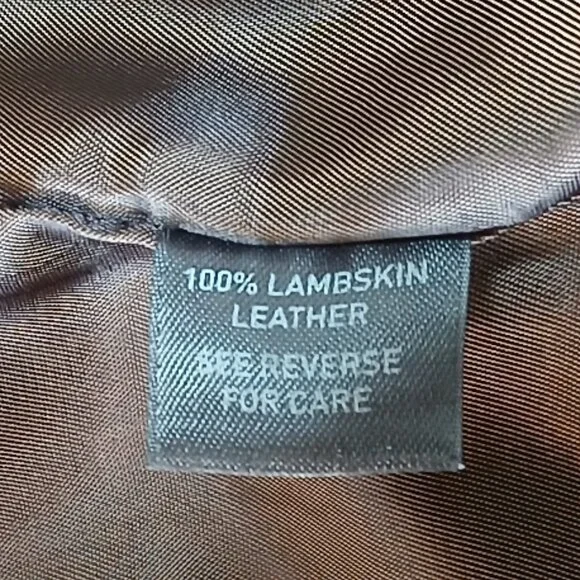 100% LAMBSKIN
LEATHER
SEE REVERSE
FOR CARE